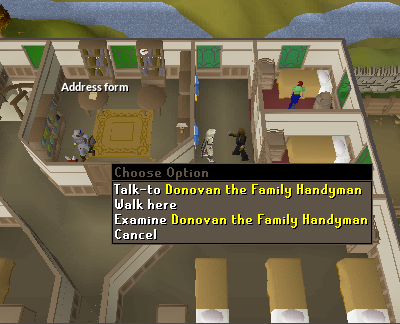 Address form
Choose Option
Talk-to Donovan the Family Handyman
Walk here
Examine Donovan the Family Handyman
Cancel